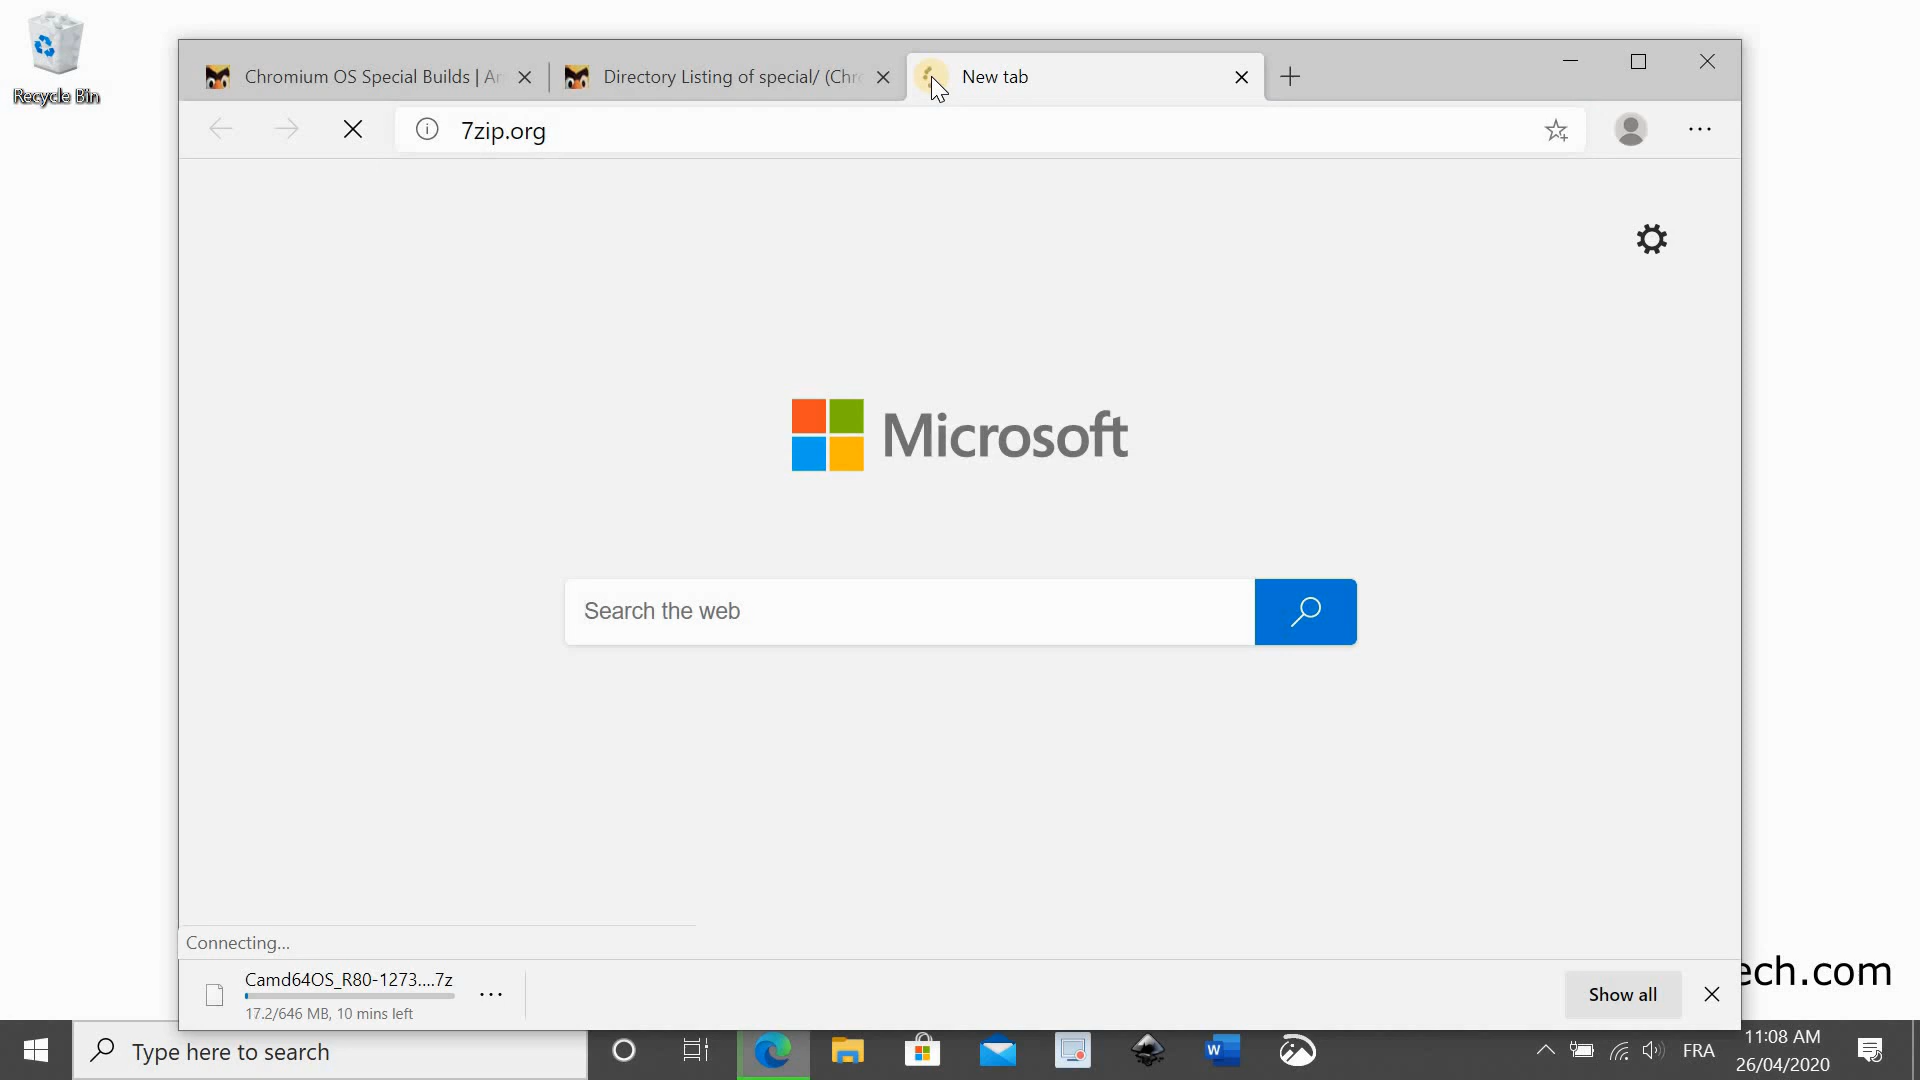 Recycle Bin
Chromium OS Special Builds | Ar
Directory Listing of special/ (Chr
New tab
7zip.org
Microsoft
Search the web
Connecting...
Camd64OS_R80-1273....7z
17.2/646 MB, 10 mins left
Show all
ech.com
Type here to search
FRA
11:08 AM
26/04/2020